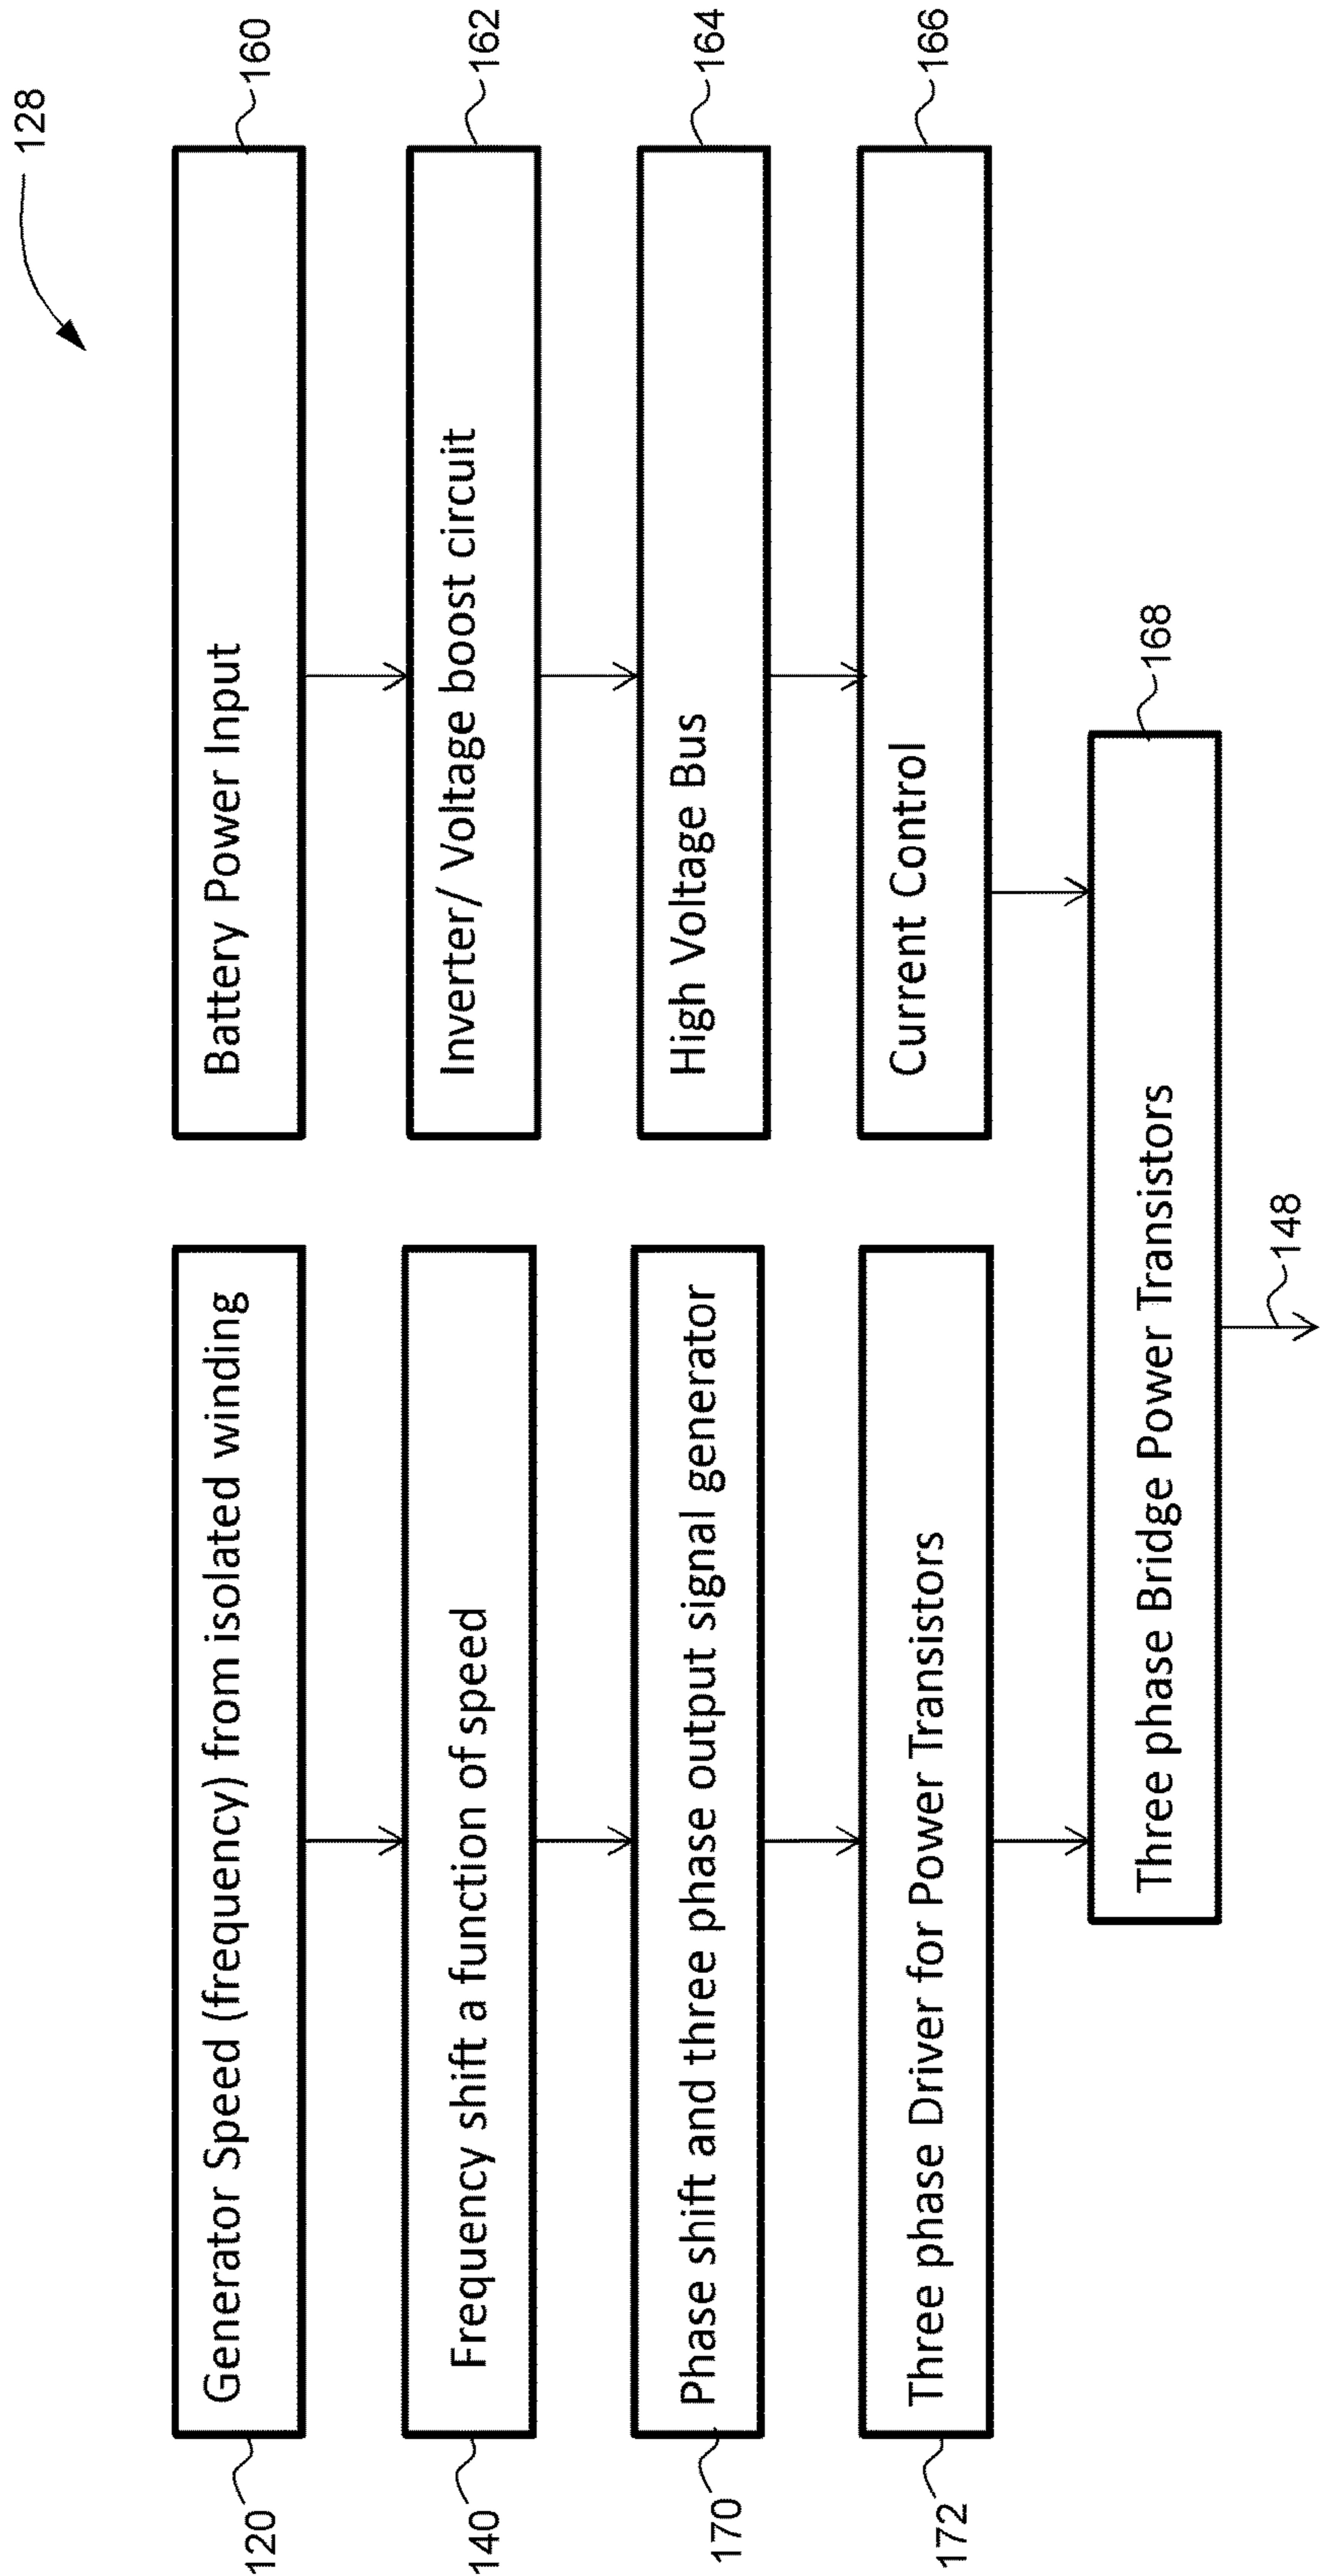 128
120
Generator Speed (frequency) from isolated winding
Battery Power Input
160
140
Frequency shift a function of speed
Inverter/ Voltage boost circuit
162
170
Phase shift and three phase output signal generator
High Voltage Bus
164
172
Three phase Driver for Power Transistors
Current Control
166
Three phase Bridge Power Transistors
168
148